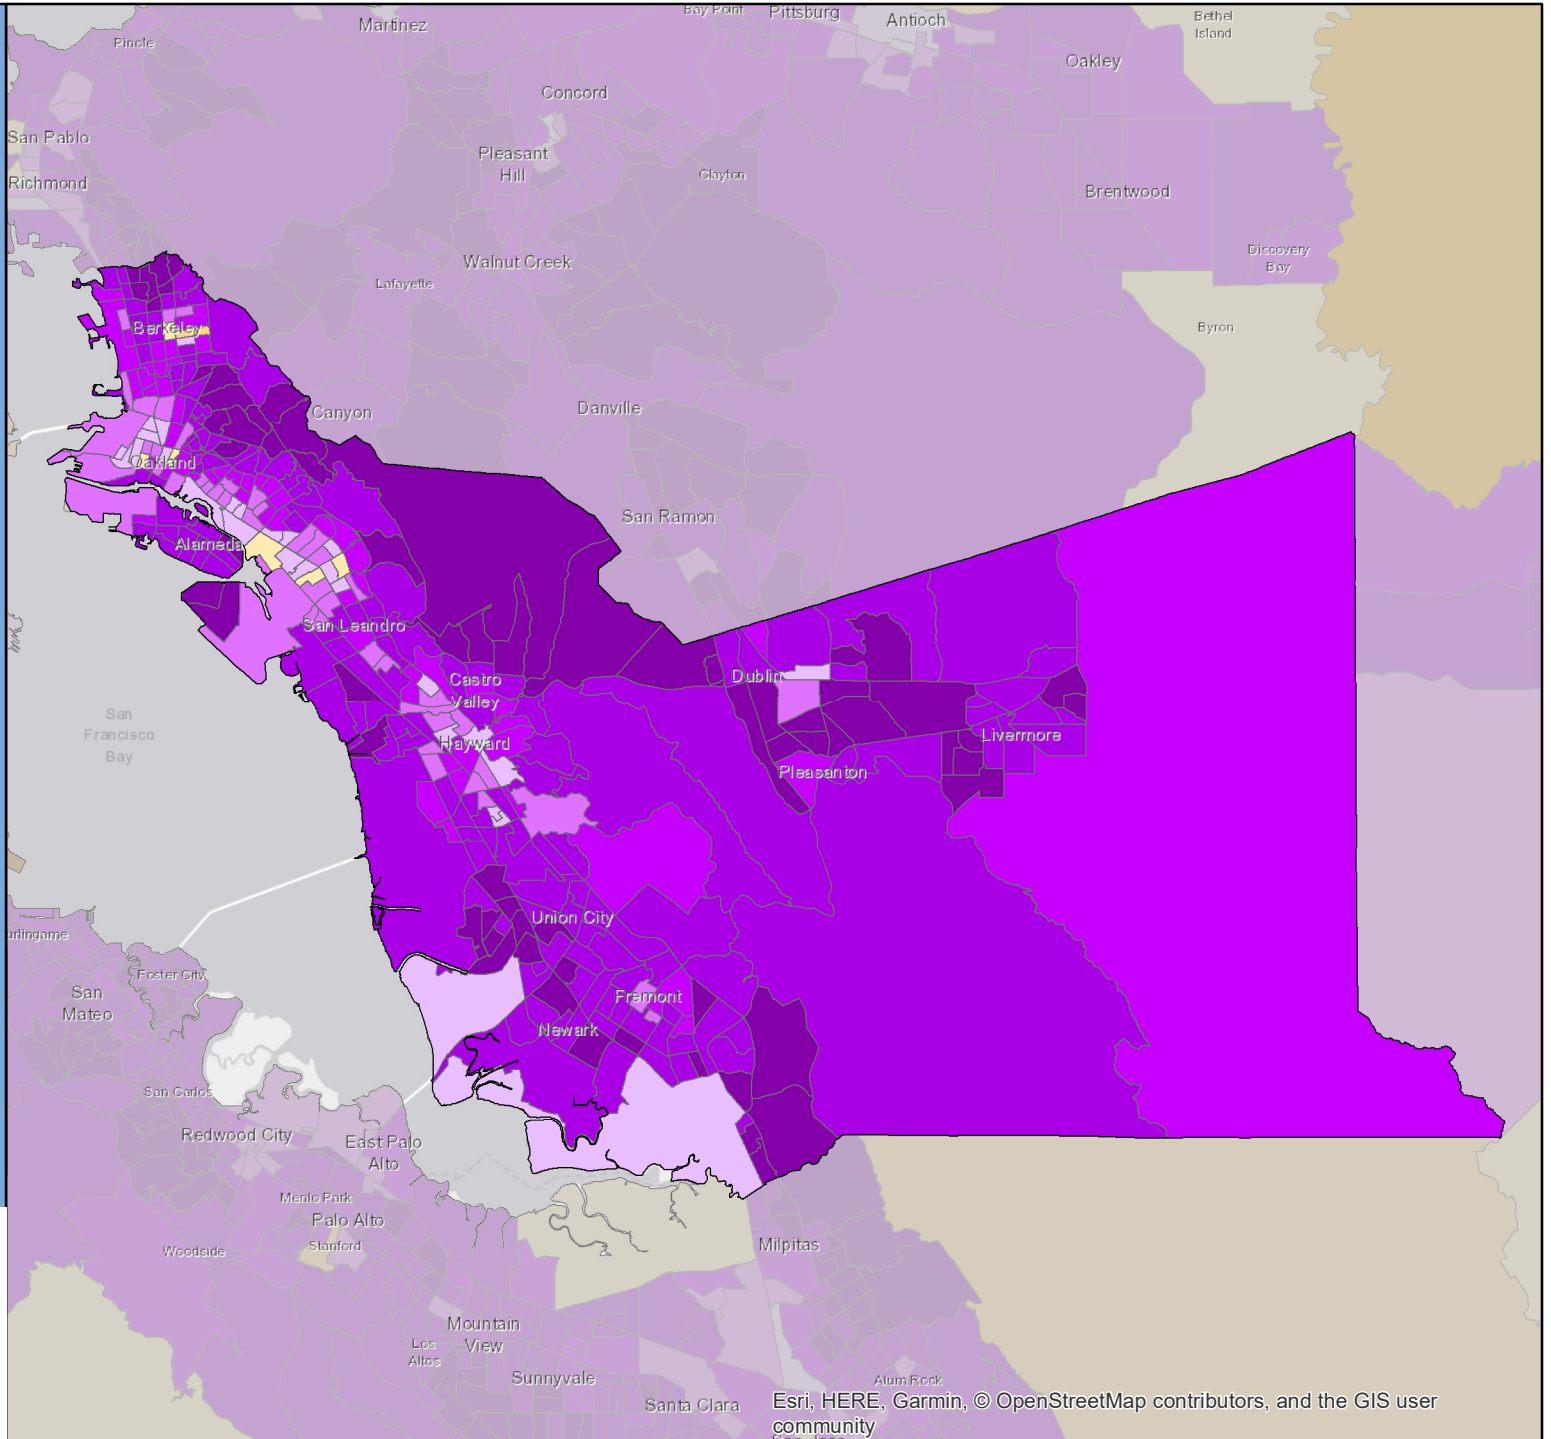 Bay Point
Pittsburg
Antioch
Bethel
Island
Martinez
Pinole
Oakley
Concord
San Pablo
Pleasant
Hill
Clayton
Richmond
Brentwood
Walnut Creek
Discovery
Bay
Lafayette
Berkeley
Byron
Canyon
Danville
Oakland
San Ramon
Alameda
San Leandro
Castro
Valley
Dublin
San
Francisco
Bay
Hayward
Livermore
Pleasanton
Union City
urlingame
Foster City
San
Mateo
Fremont
Newark
San Carlos
Redwood City
East Palo
Alto
Menlo Park
Palo Alto
Stanford
Woodside
Milpitas
Mountain
View
Los
Altos
Sunnyvale
Alum Rock
Santa Clara
Esri, HERE, Garmin, © OpenStreetMap contributors, and the GIS user
community